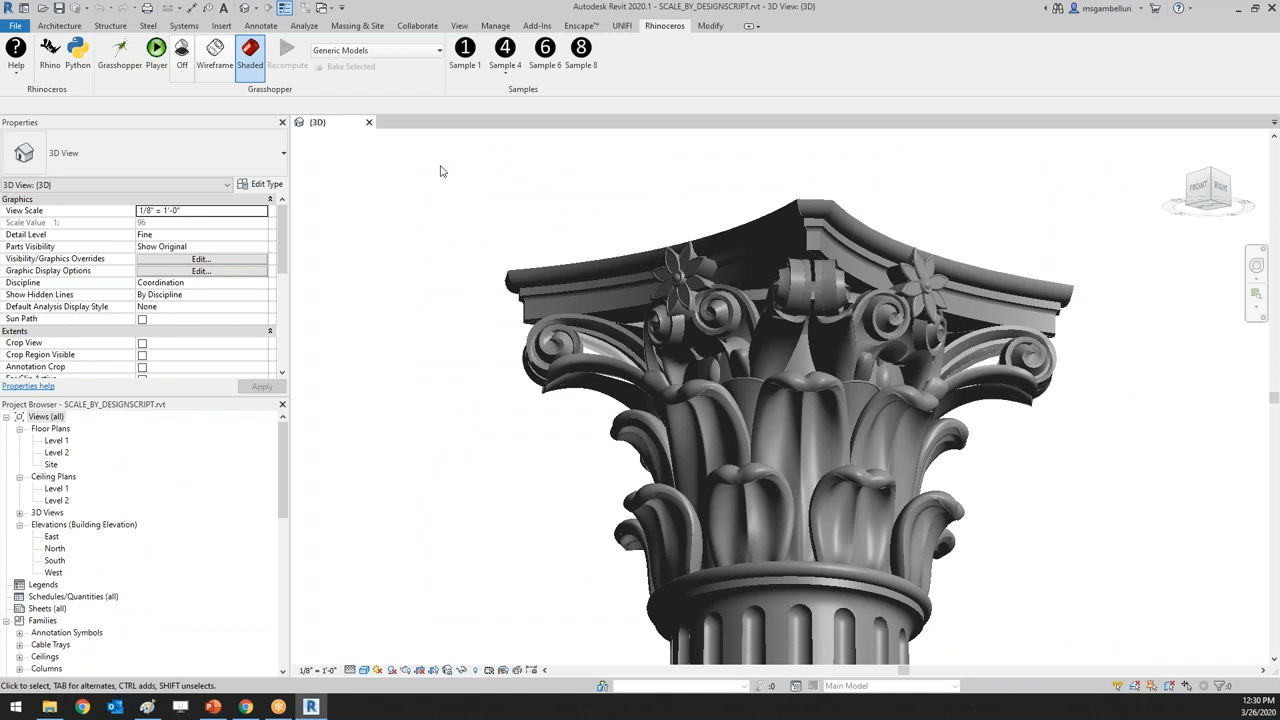 Autodesk Revit 2020.1 - SCALE_BY_DESIGNSCRIPT.rvt - 3D View: {3D}
msgambelluri
File Architecture Structure Steel Systems Insert Annotate Analyze Massing & Site Collaborate View Manage Add-Ins Enscape™ UNIFI Rhinoceros Modify
Generic Models
Bake Selected
Help Rhino Python Grasshopper Player Off Wireframe Shaded Recompute
1 4 6 8
Sample 1 Sample 4 Sample 6 Sample 8
Rhinoceros Grasshopper Samples
Properties
{3D}
3D View
3D View: {3D}
Edit Type
Graphics
View Scale 1/8" = 1'-0"
Scale Value 1: 96
Detail Level Fine
Parts Visibility Show Original
Visibility/Graphics Overrides Edit...
Graphic Display Options Edit...
Discipline Coordination
Show Hidden Lines By Discipline
Default Analysis Display Style None
Sun Path
Extents
Crop View
Crop Region Visible
Annotation Crop
Properties help
Apply
FRONT RIGHT
Project Browser - SCALE_BY_DESIGNSCRIPT.rvt
Views (all)
Floor Plans
Level 1
Level 2
Site
Ceiling Plans
Level 1
Level 2
3D Views
Elevations (Building Elevation)
East
North
South
West
Legends
Schedules/Quantities (all)
Sheets (all)
Families
Annotation Symbols
Cable Trays
Ceilings
Columns
1/8" = 1'-0"
Click to select, TAB for alternates, CTRL adds, SHIFT unselects.
:0
Main Model
:0
12:30 PM
3/26/2020